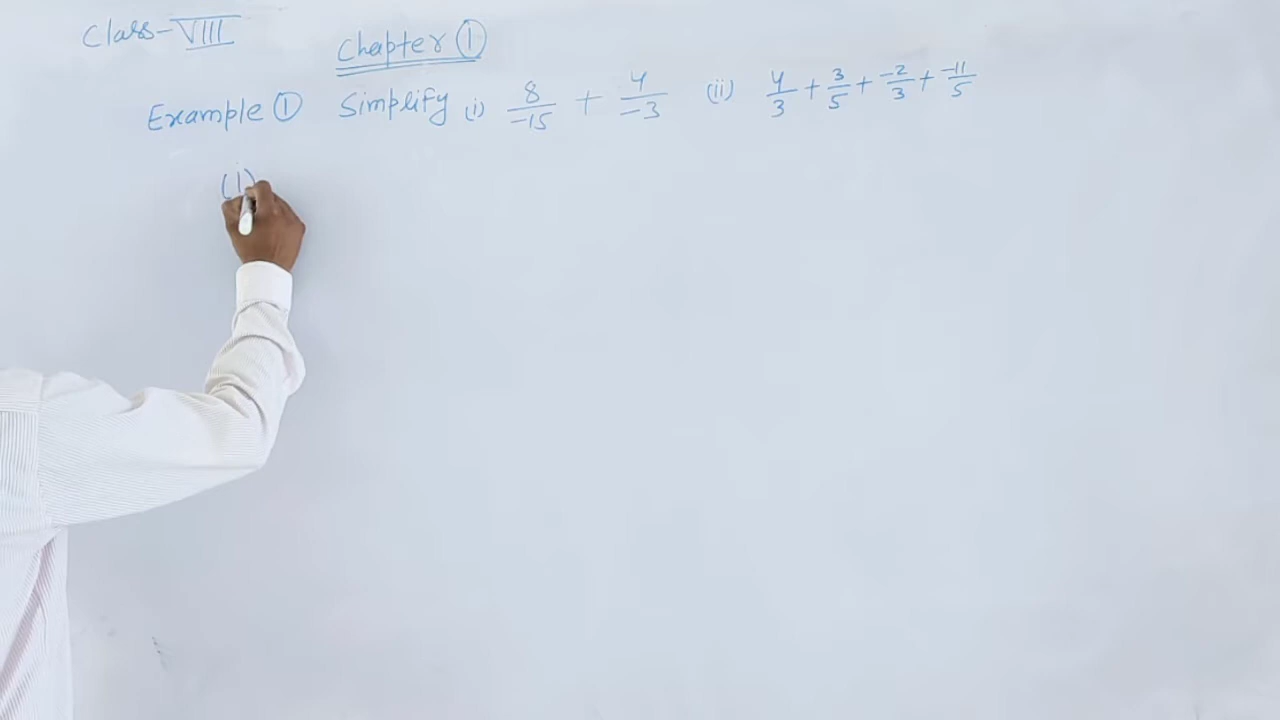 Class-VIII
Chapter ①
Example ① Simplify (i) 8/-15 + 4/-3 (ii) 4/3 + 3/5 + -2/3 + -11/5
(i)